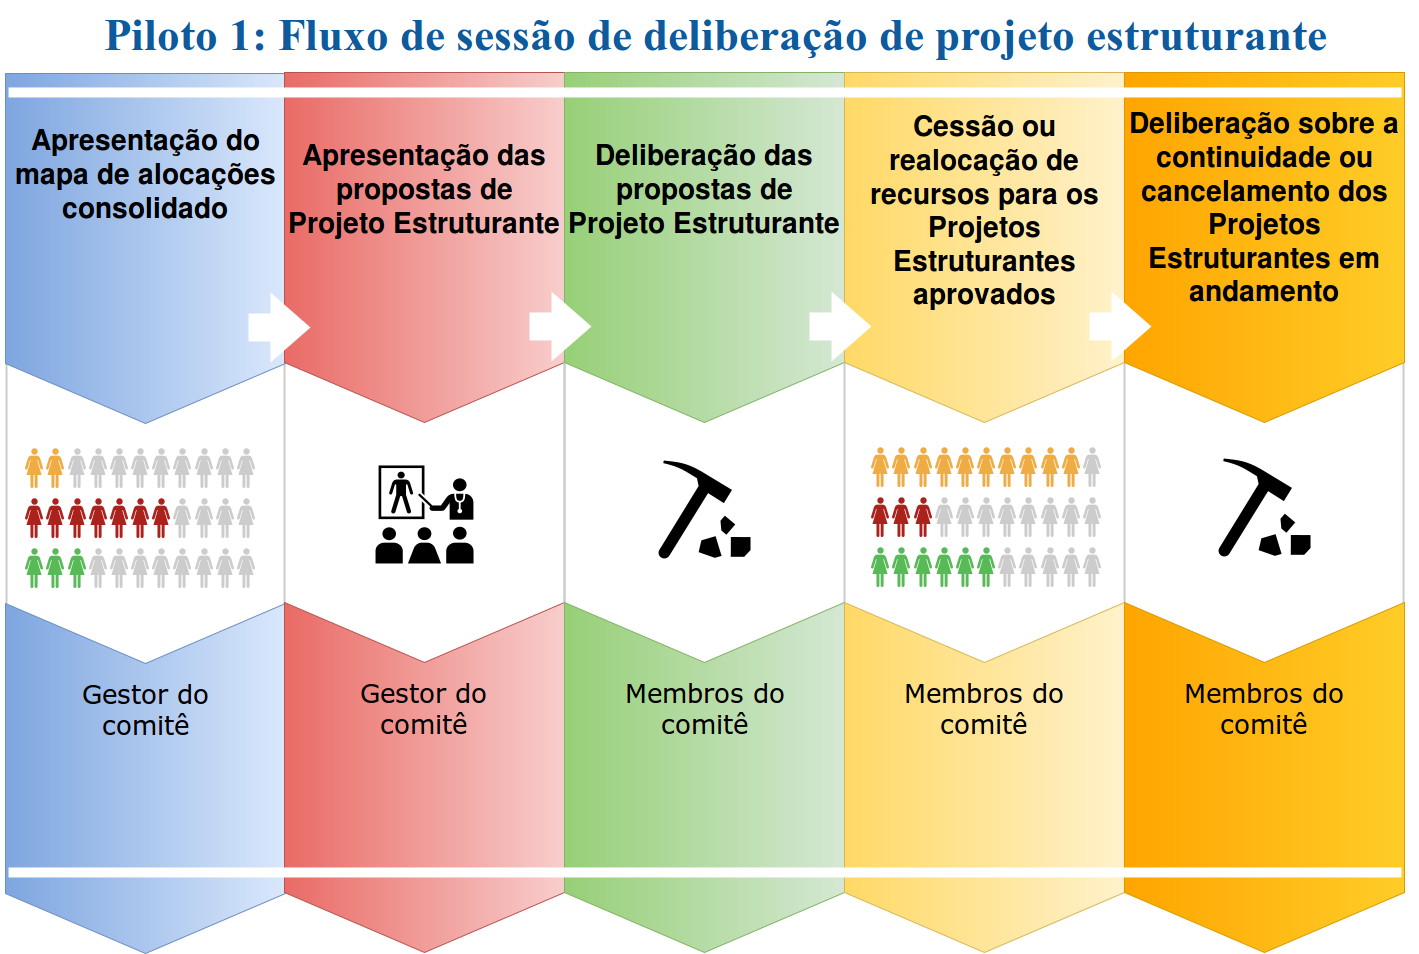 Piloto 1: Fluxo de sessão de deliberação de projeto estruturante
Apresentação do
mapa de alocações
consolidado
Apresentação das
propostas de
Projeto Estruturante
Deliberação das
propostas de
Projeto Estruturante
Cessão ou
realocação de
recursos para os
Projetos
Estruturantes
aprovados
Deliberação sobre a
continuidade ou
cancelamento dos
Projetos
Estruturantes em
andamento
Gestor do
comitê
Gestor do
comitê
Membros do
comitê
Membros do
comitê
Membros do
comitê